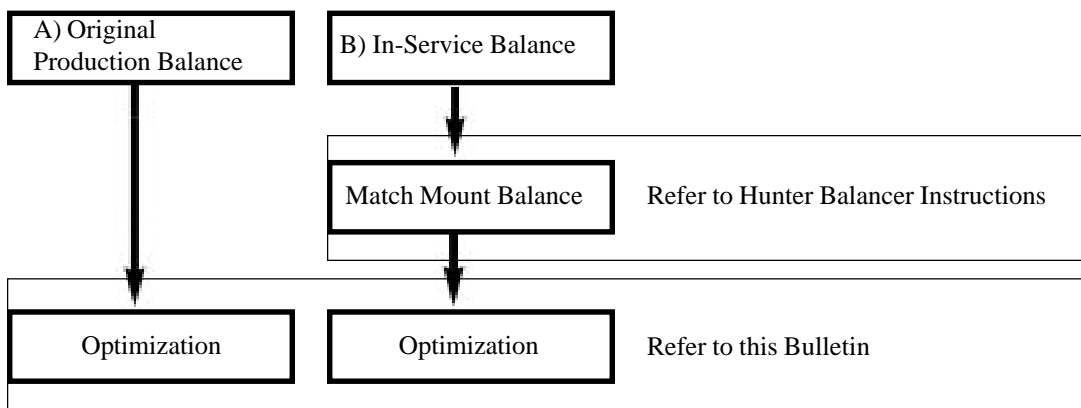 A) Original
Production Balance
B) In-Service Balance
Match Mount Balance
Refer to Hunter Balancer Instructions
Optimization
Optimization
Refer to this Bulletin